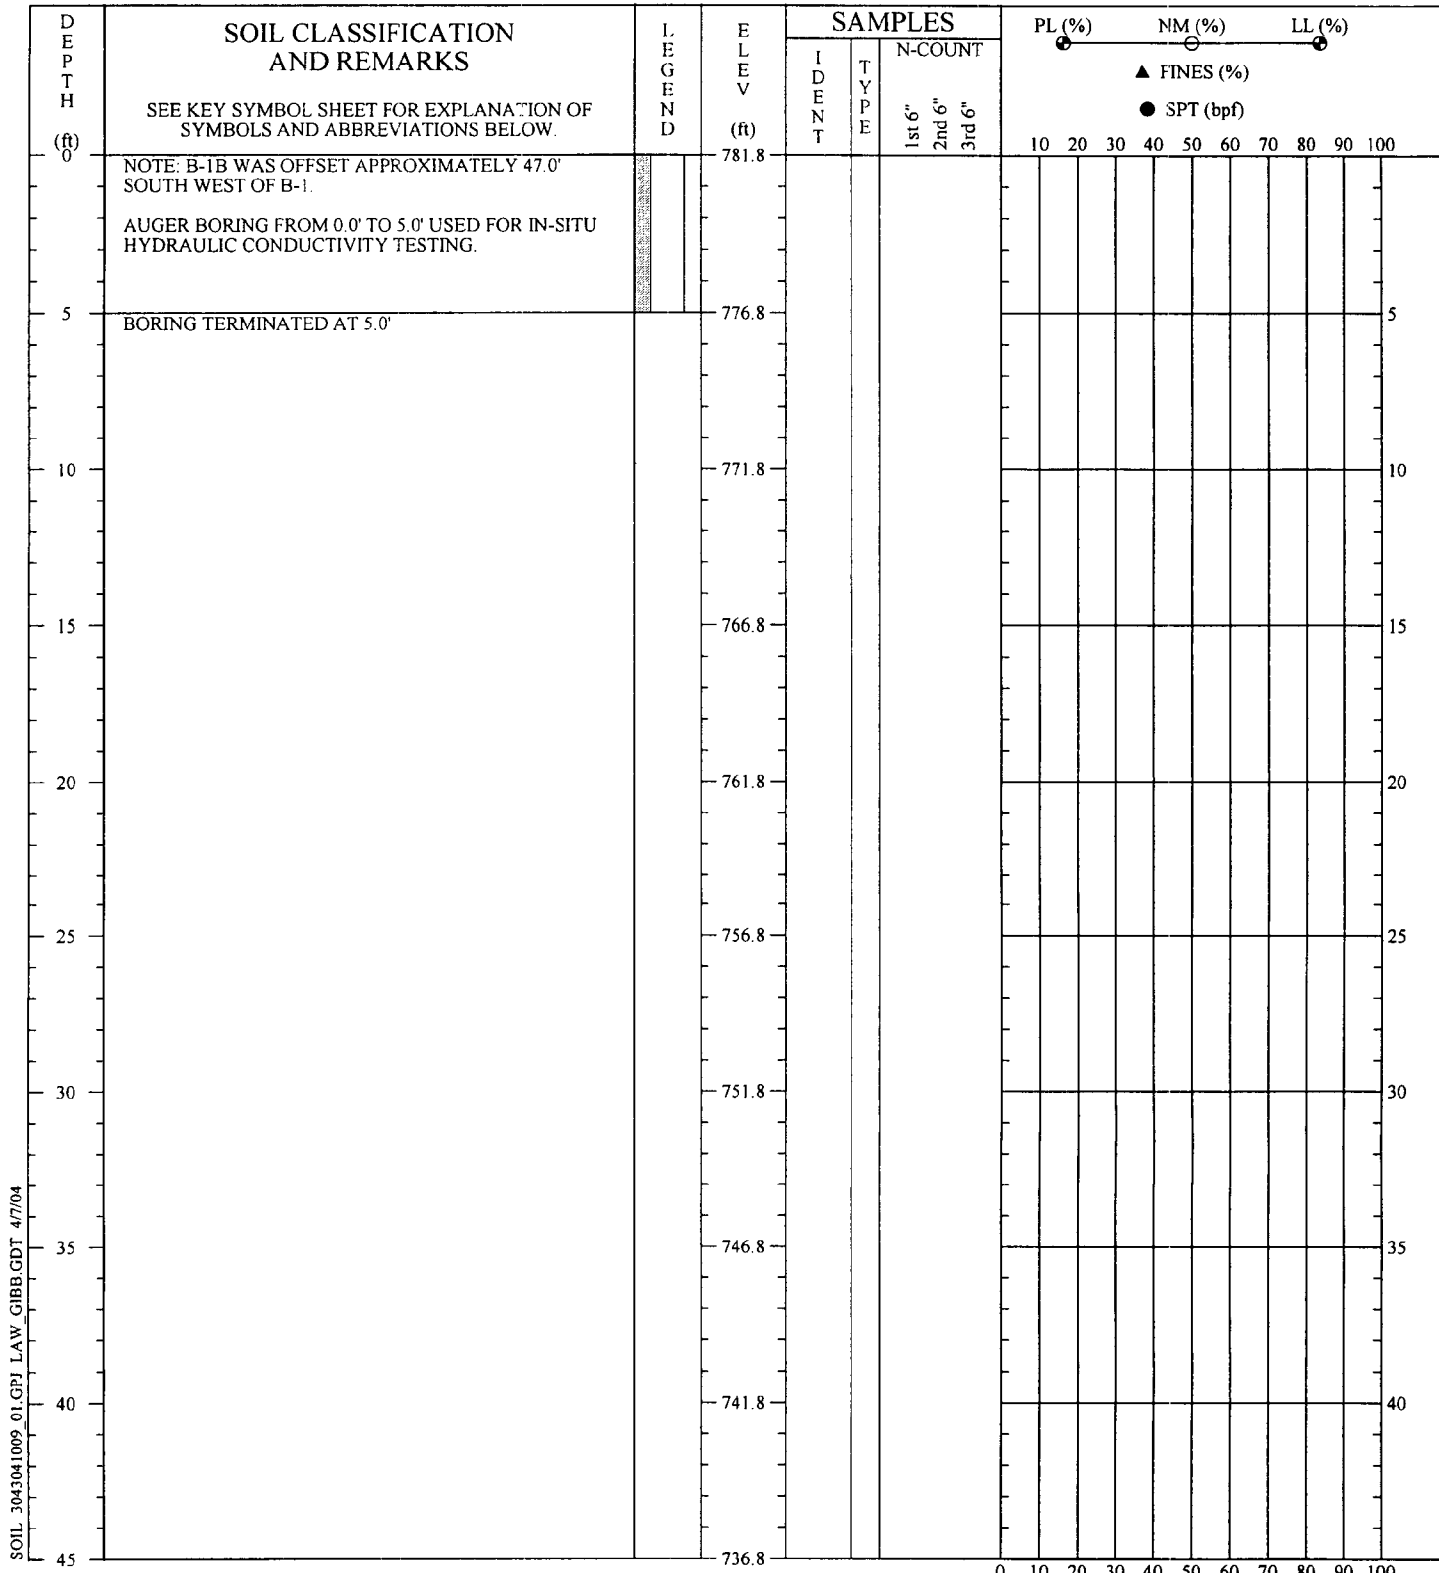 DEPTH (ft)
SOIL CLASSIFICATION
AND REMARKS
SEE KEY SYMBOL SHEET FOR EXPLANATION OF
SYMBOLS AND ABBREVIATIONS BELOW.
LEGEND
ELEV (ft)
SAMPLES
IDENT
TYPE
N-COUNT
1st 6"
2nd 6"
3rd 6"
PL (%) NM (%) LL (%)
▲ FINES (%)
● SPT (bpf)
10 20 30 40 50 60 70 80 90 100
0 781.8
NOTE: B-1B WAS OFFSET APPROXIMATELY 47.0'
SOUTH WEST OF B-1.
AUGER BORING FROM 0.0' TO 5.0' USED FOR IN-SITU
HYDRAULIC CONDUCTIVITY TESTING.
5 776.8 5
BORING TERMINATED AT 5.0'
10 771.8 10
15 766.8 15
20 761.8 20
25 756.8 25
30 751.8 30
35 746.8 35
40 741.8 40
45 736.8
0 10 20 30 40 50 60 70 80 90 100
SOIL 3043041009_01.GPJ LAW_GIBB.GDT 4/7/04